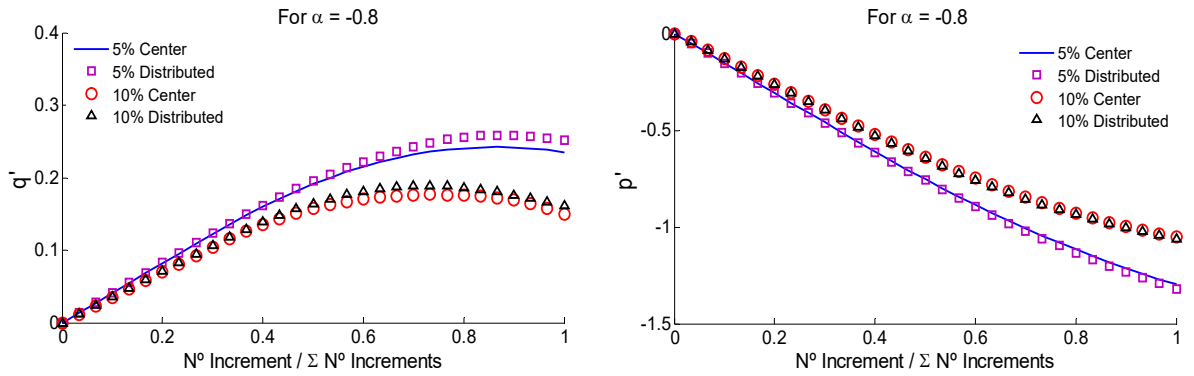 For α = -0.8
q'
0.4
0.3
0.2
0.1
0
5% Center
5% Distributed
10% Center
10% Distributed
0 0.2 0.4 0.6 0.8 1
Nº Increment / Σ Nº Increments
For α = -0.8
p'
0
-0.5
-1
-1.5
5% Center
5% Distributed
10% Center
10% Distributed
0 0.2 0.4 0.6 0.8 1
Nº Increment / Σ Nº Increments